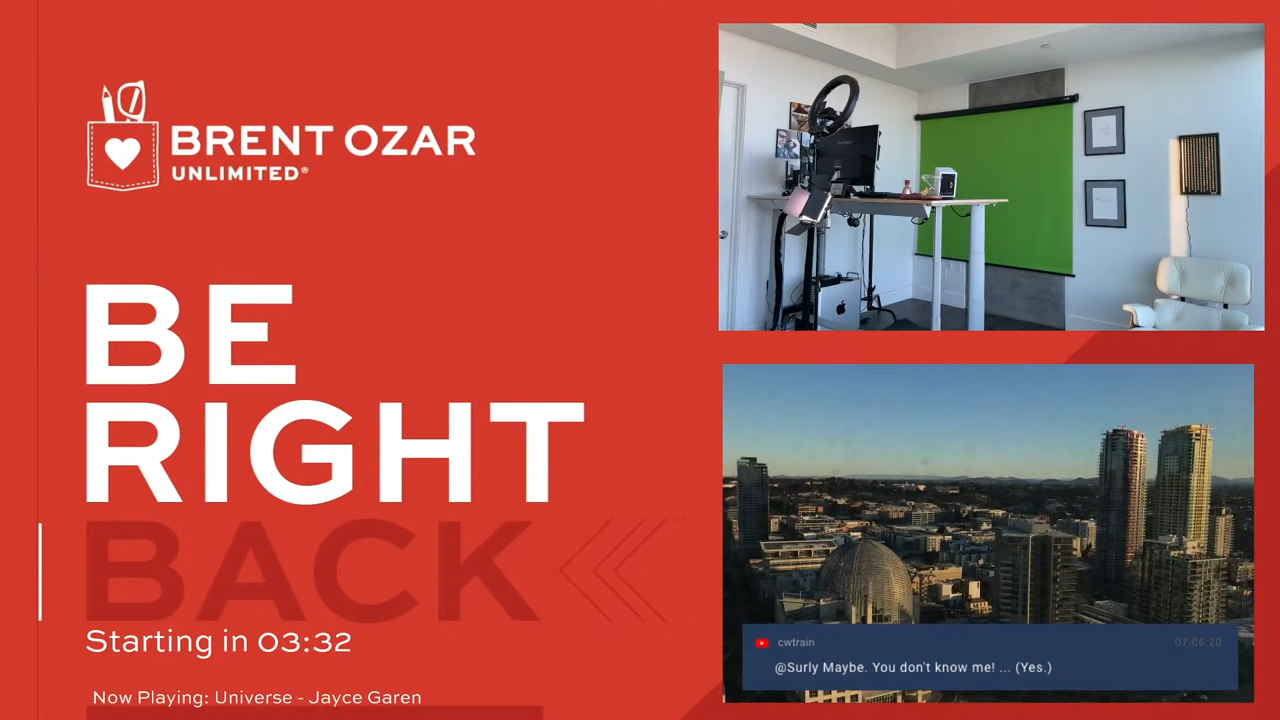 BRENT OZAR
UNLIMITED®
BE
RIGHT
BACK
Starting in 03:32
Now Playing: Universe - Jayce Garen
cwtrain
07:06:20
@Surly Maybe. You don't know me! ... (Yes.)